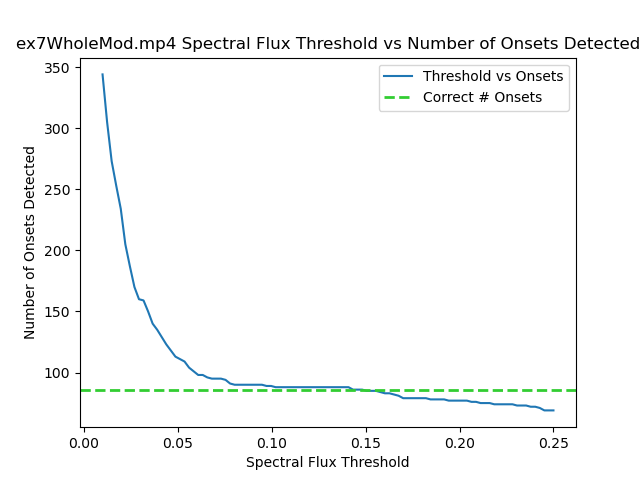 ex7WholeMod.mp4 Spectral Flux Threshold vs Number of Onsets Detected
Threshold vs Onsets
Correct # Onsets
Number of Onsets Detected
350
300
250
200
150
100
0.00 0.05 0.10 0.15 0.20 0.25
Spectral Flux Threshold